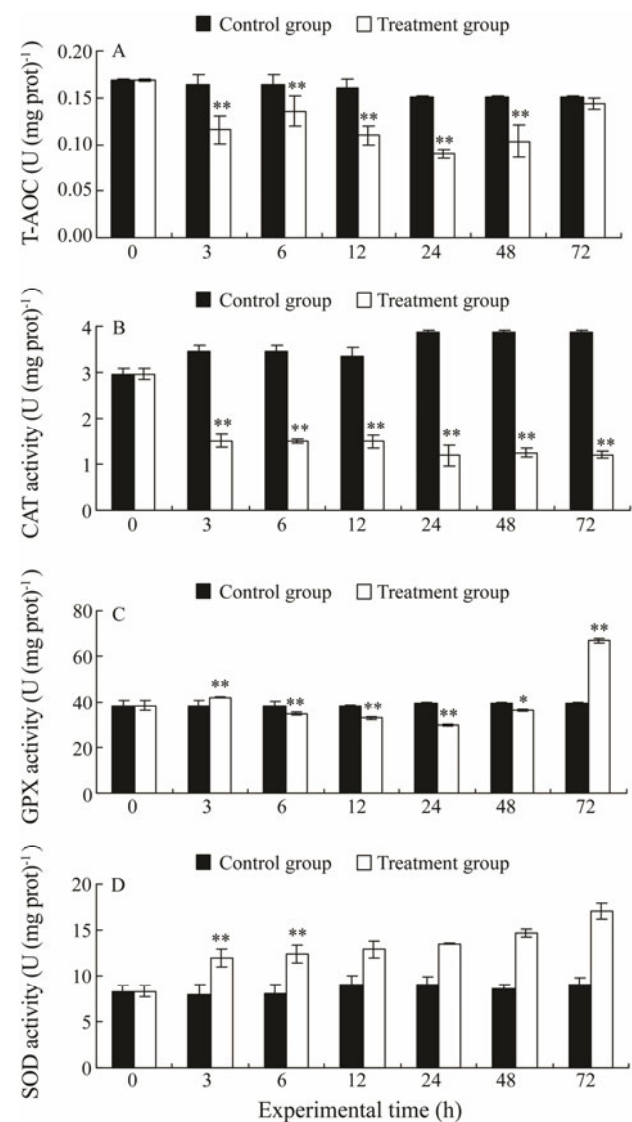 Control group Treatment group
A
0.20
0.15
0.10
0.05
0.00
T-AOC (U (mg prot)-1)
** ** ** ** **
0 3 6 12 24 48 72
Control group Treatment group
B
4
3
2
1
0
CAT activity (U (mg prot)-1)
** ** ** ** ** **
0 3 6 12 24 48 72
Control group Treatment group
C
80
60
40
20
0
GPX activity (U (mg prot)-1)
** ** ** ** * **
0 3 6 12 24 48 72
Control group Treatment group
D
20
15
10
5
0
SOD activity (U (mg prot)-1)
** **
0 3 6 12 24 48 72
Experimental time (h)